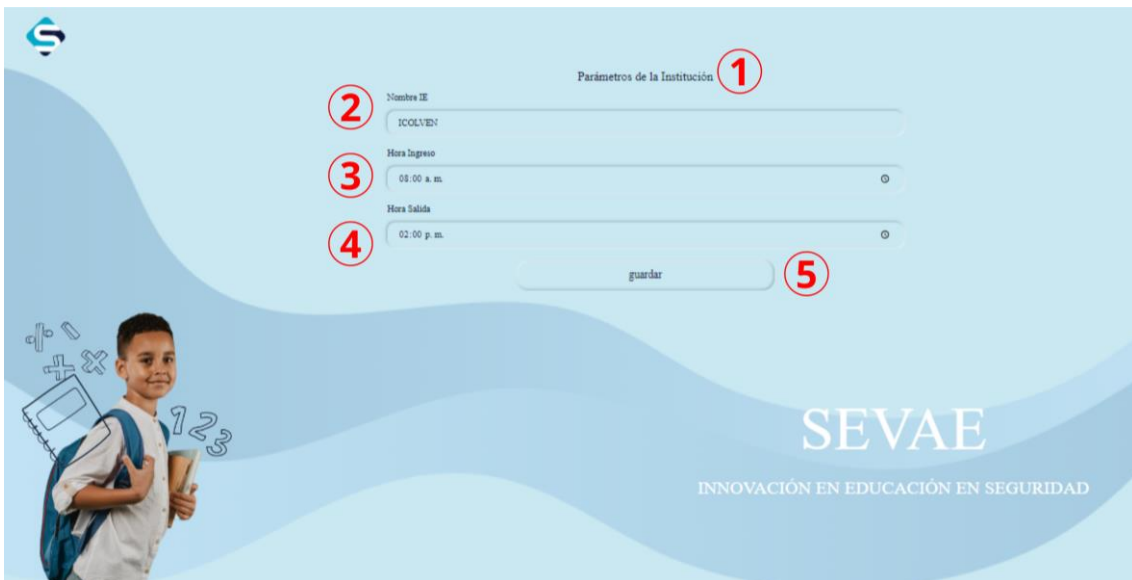 S
Parámetros de la Institución 1
2 Nombre IE
ICOLVEN
3 Hora Ingreso
08:00 a. m.
4 Hora Salida
02:00 p. m.
guardar 5
123
SEVAE
INNOVACIÓN EN EDUCACIÓN EN SEGURIDAD